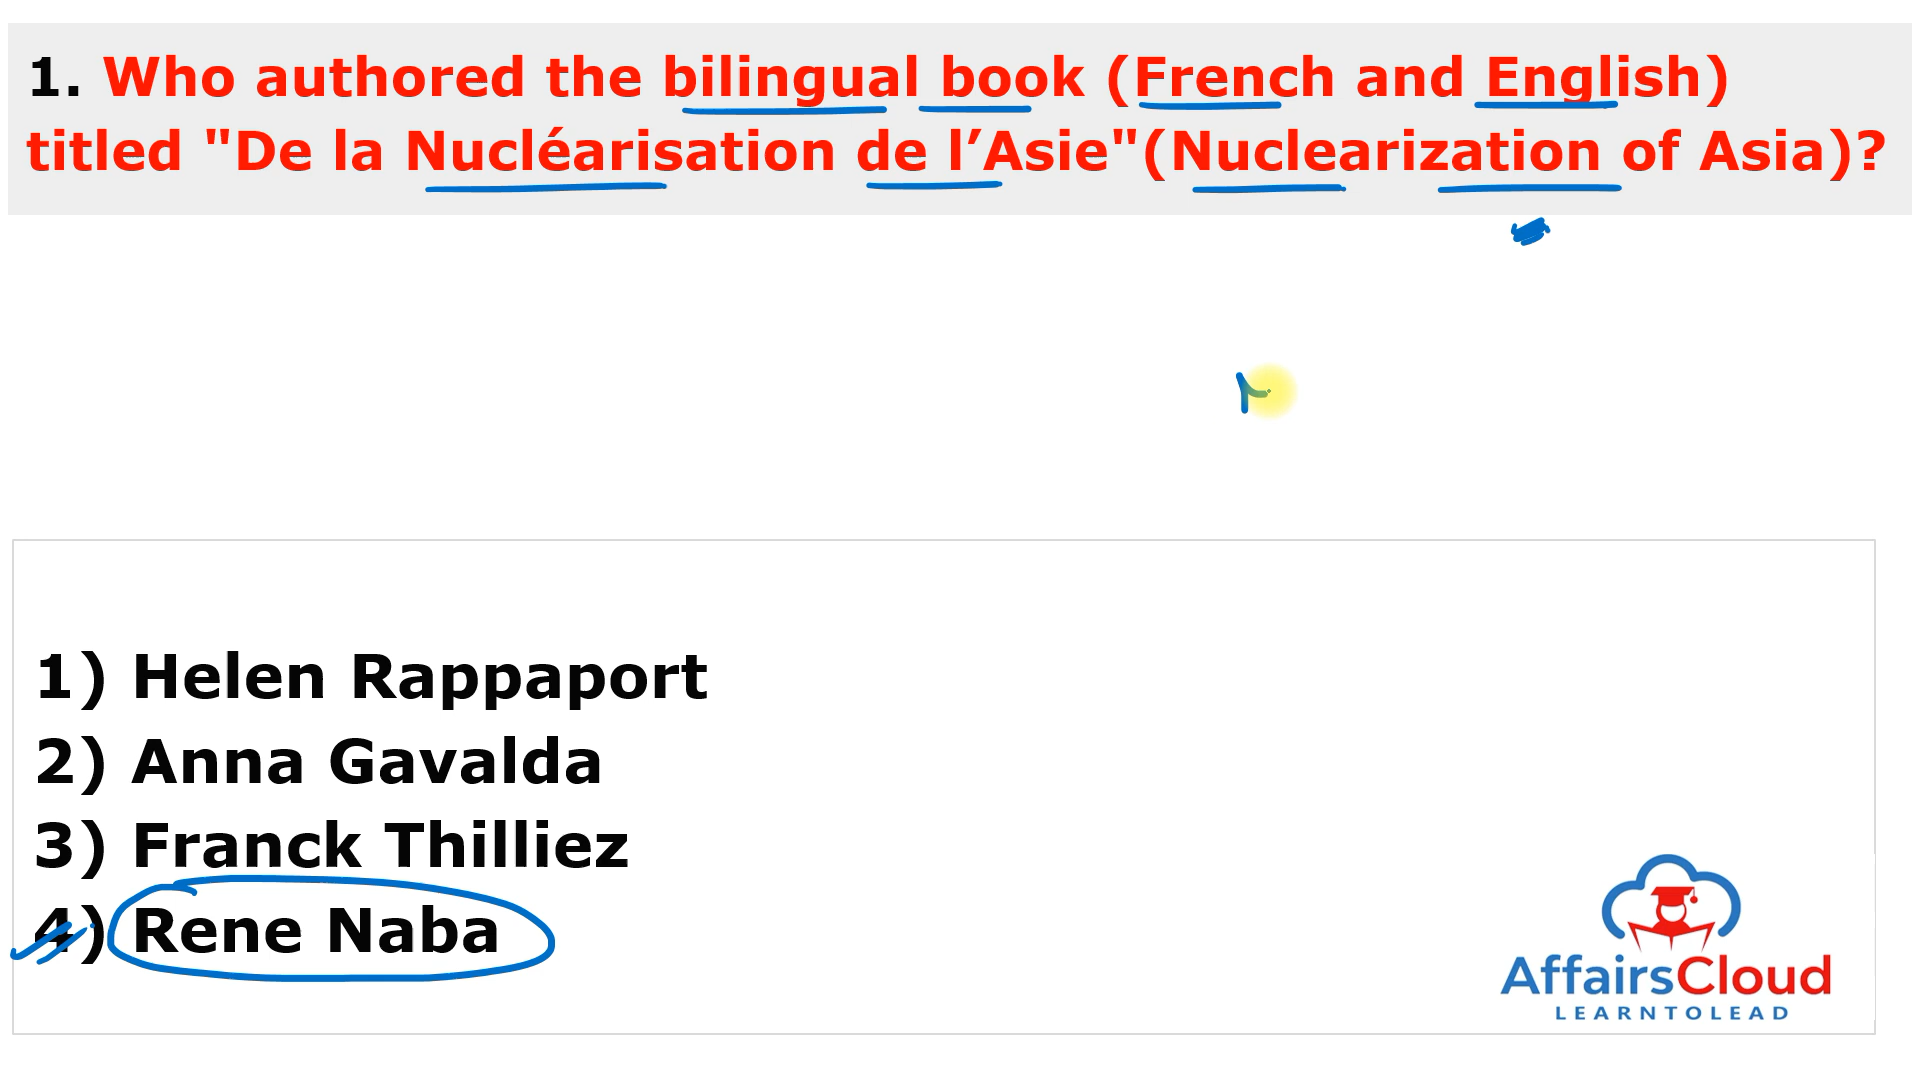 1. Who authored the bilingual book (French and English)
titled "De la Nucléarisation de l’Asie"(Nuclearization of Asia)?
1) Helen Rappaport
2) Anna Gavalda
3) Franck Thilliez
4) Rene Naba
AffairsCloud
LEARNTOLEAD